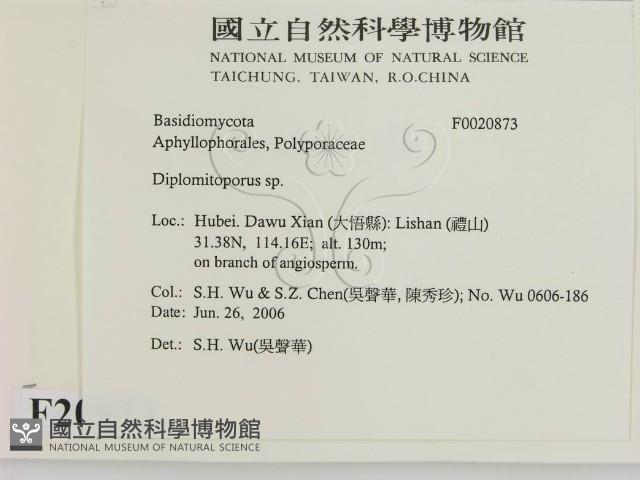 國立自然科學博物館
NATIONAL MUSEUM OF NATURAL SCIENCE
TAICHUNG, TAIWAN, R.O.CHINA
Basidiomycota F0020873
Aphyllophorales, Polyporaceae
Diplomitoporus sp.
Loc.: Hubei. Dawu Xian (大悟縣): Lishan (禮山)
31.38N, 114.16E; alt. 130m;
on branch of angiosperm.
Col.: S.H. Wu & S.Z. Chen(吳聲華, 陳秀珍); No. Wu 0606-186
Date: Jun. 26, 2006
Det.: S.H. Wu(吳聲華)
國立自然科學博物館
NATIONAL MUSEUM OF NATURAL SCIENCE